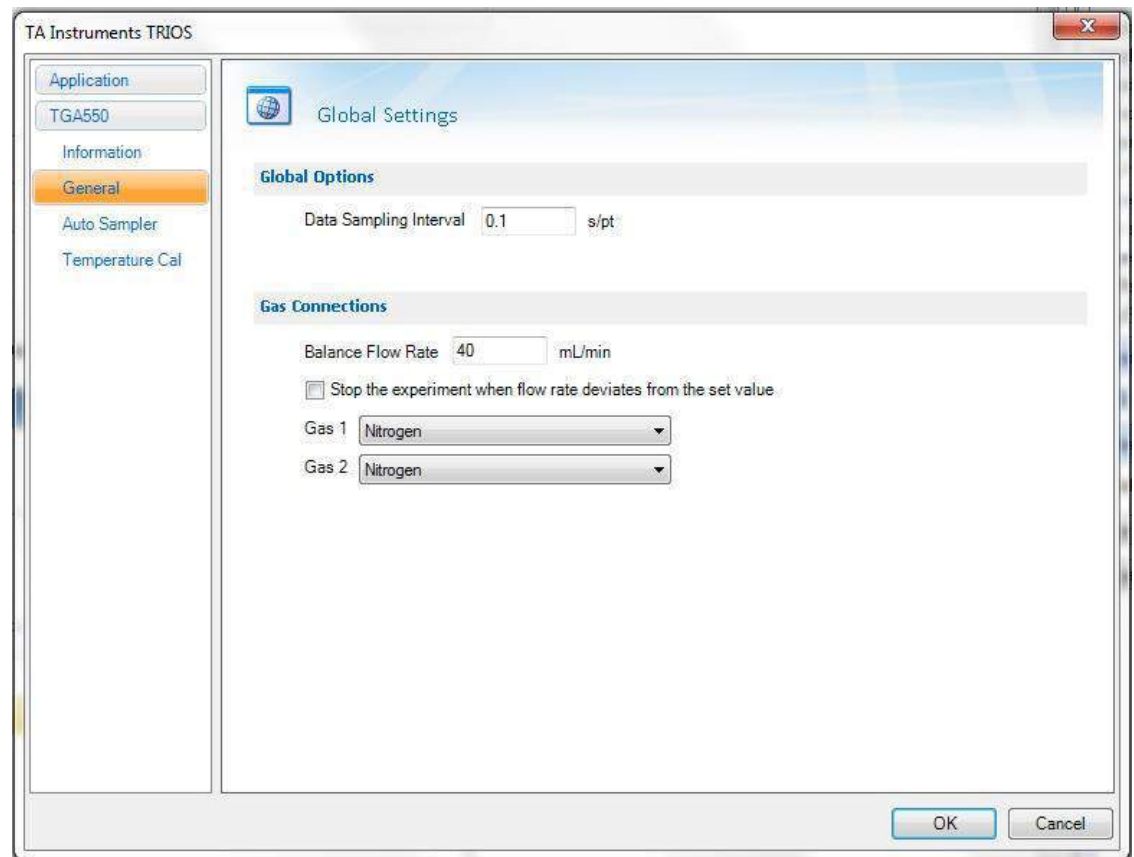 TA Instruments TRIOS
Application
TGA550
Information
General
Auto Sampler
Temperature Cal
Global Settings
Global Options
Data Sampling Interval 0.1 s/pt
Gas Connections
Balance Flow Rate 40 mL/min
Stop the experiment when flow rate deviates from the set value
Gas 1 Nitrogen
Gas 2 Nitrogen
OK Cancel